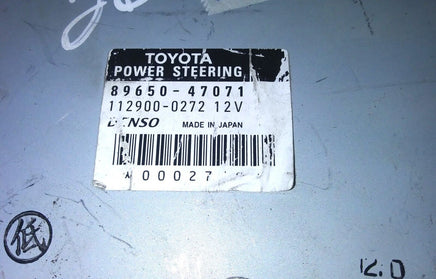 TOYOTA
POWER STEERING
89650-47071
112900-0272 12V
DENSO MADE IN JAPAN
00027
低
12.0